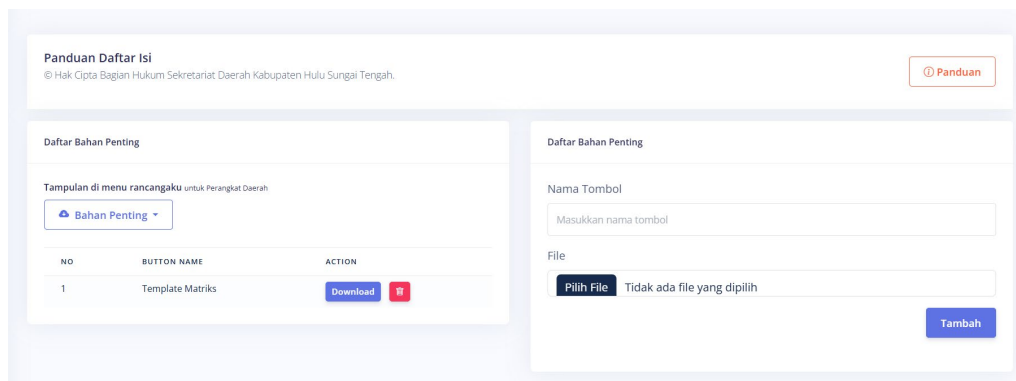 Panduan Daftar Isi
© Hak Cipta Bagian Hukum Sekretariat Daerah Kabupaten Hulu Sungai Tengah.
Panduan
Daftar Bahan Penting
Tampulan di menu rancangaku untuk Perangkat Daerah
Bahan Penting
NO BUTTON NAME ACTION
1 Template Matriks Download
Daftar Bahan Penting
Nama Tombol
Masukkan nama tombol
File
Pilih File Tidak ada file yang dipilih
Tambah